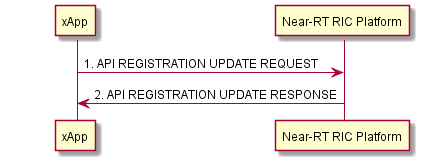 xApp
Near-RT RIC Platform
1. API REGISTRATION UPDATE REQUEST
2. API REGISTRATION UPDATE RESPONSE
xApp
Near-RT RIC Platform